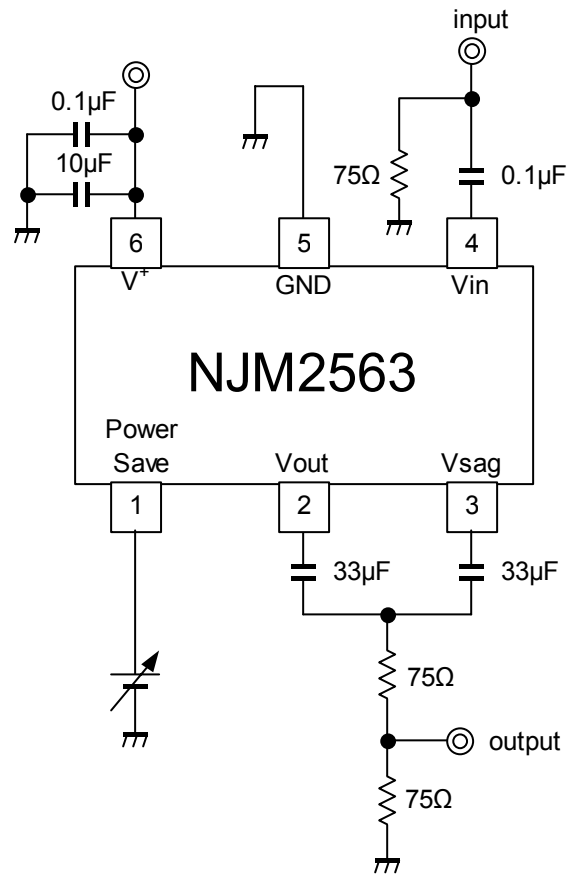 input
0.1µF
10µF
75Ω
0.1µF
6
5
4
V+
GND
Vin
NJM2563
Power
Save
Vout
Vsag
1
2
3
33µF
33µF
75Ω
output
75Ω